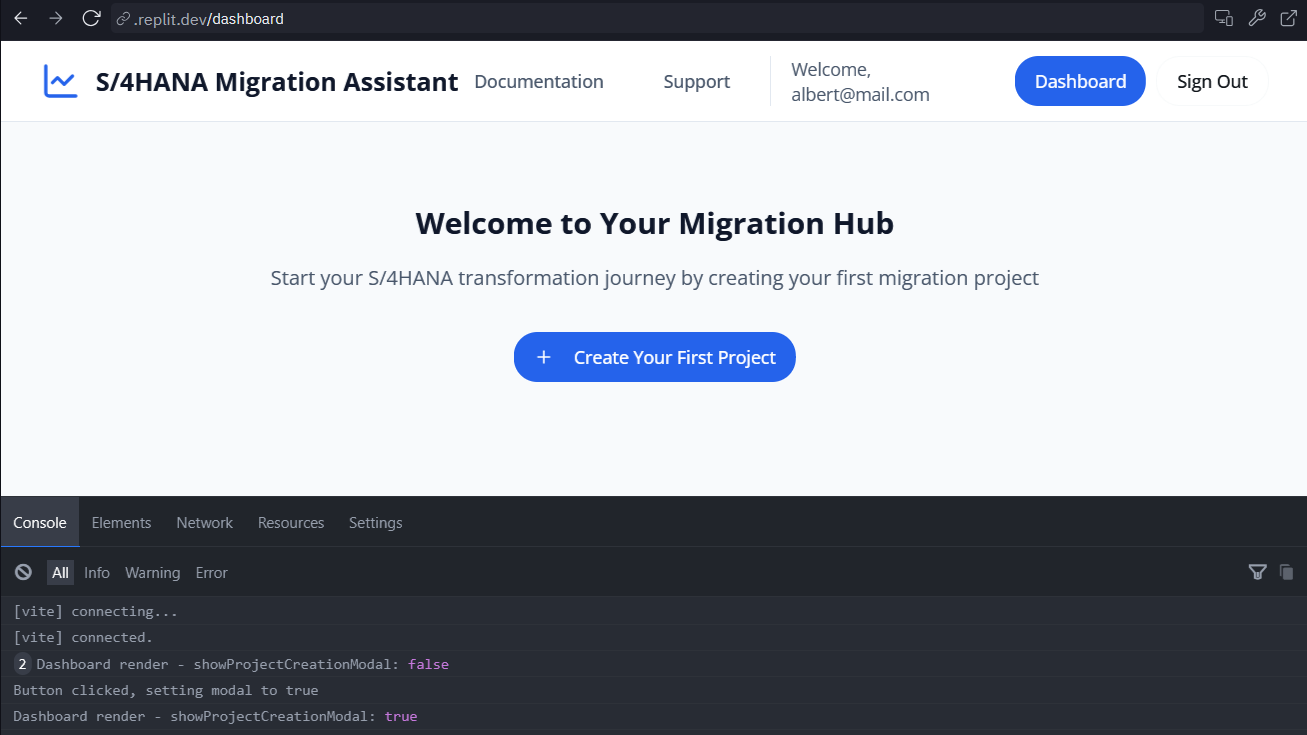 .replit.dev/dashboard
S/4HANA Migration Assistant Documentation Support Welcome, albert@mail.com Dashboard Sign Out
Welcome to Your Migration Hub
Start your S/4HANA transformation journey by creating your first migration project
+ Create Your First Project
Console Elements Network Resources Settings
All Info Warning Error
[vite] connecting...
[vite] connected.
2 Dashboard render - showProjectCreationModal: false
Button clicked, setting modal to true
Dashboard render - showProjectCreationModal: true